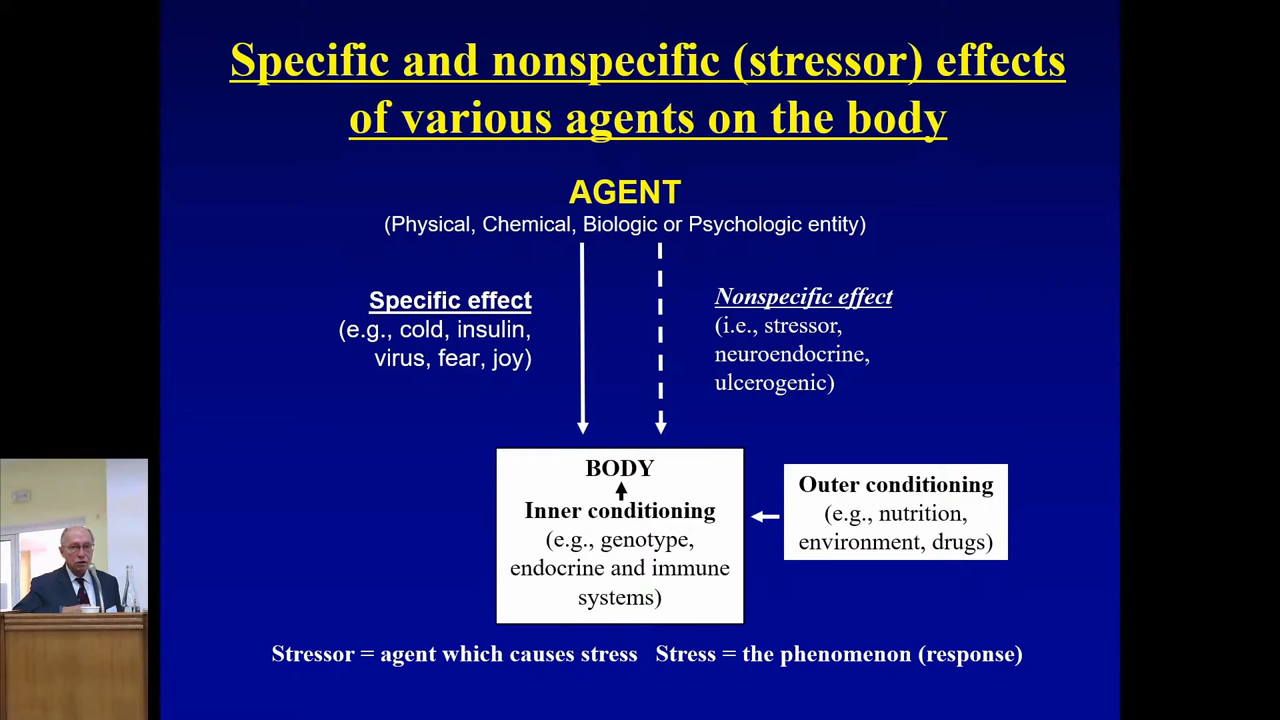 Specific and nonspecific (stressor) effects
of various agents on the body
AGENT
(Physical, Chemical, Biologic or Psychologic entity)
Specific effect
(e.g., cold, insulin,
virus, fear, joy)
Nonspecific effect
(i.e., stressor,
neuroendocrine,
ulcerogenic)
BODY
Inner conditioning
(e.g., genotype,
endocrine and immune
systems)
Outer conditioning
(e.g., nutrition,
environment, drugs)
Stressor = agent which causes stress Stress = the phenomenon (response)